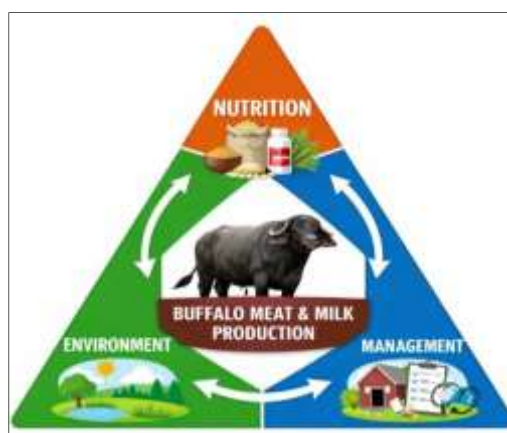 NUTRITION
BUFFALO MEAT & MILK
PRODUCTION
ENVIRONMENT
MANAGEMENT